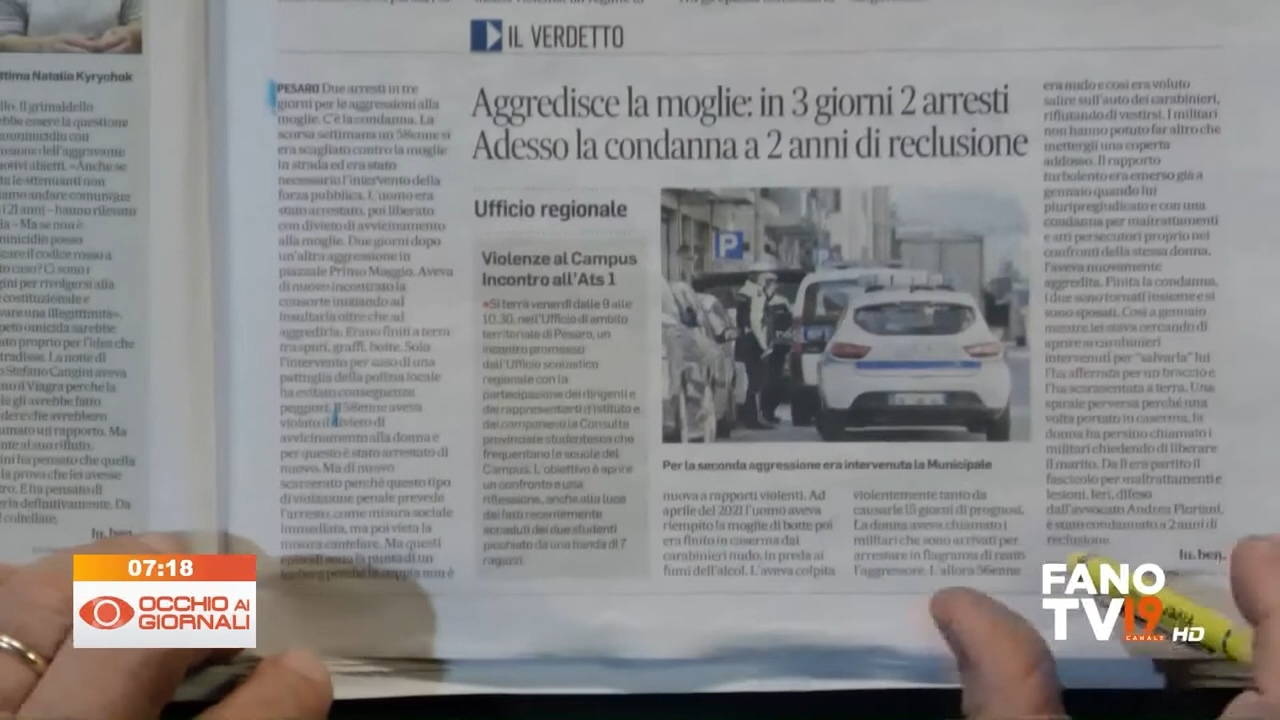 IL VERDETTO
Aggredisce la moglie: in 3 giorni 2 arresti
Adesso la condanna a 2 anni di reclusione
PESARO Due arresti in tre
giorni per le aggressioni alla
moglie. C'è la condanna. La
scorsa settimana un 58enne si
era scagliato contro la moglie
in strada ed era stato
necessario l'intervento della
forza pubblica. L'uomo era
stato arrestato, poi liberato
con divieto di avvicinamento
alla moglie. Due giorni dopo
un'altra aggressione in
piazzale Primo Maggio. Aveva
di nuovo incontrato la
consorte iniziando ad
insultarla oltre che ad
aggredirla. Erano finiti a terra
tra spuri, graffi, botte. Solo
l'intervento per caso di una
pattuglia della polizia locale
ha evitato conseguenze
peggiori. Il 58enne aveva
violato il divieto di
avvicinamento alla donna e
per questo è stato arrestato di
nuovo. Ma di nuovo
scarcerato perché questo tipo
di violazione penale prevede
l'arresto, come misura sociale
immediata, ma poi vieta la
misura cautelare. Ma questi
episodi sono la punta di un
iceberg perché la coppia non è
Ufficio regionale
Violenze al Campus
Incontro all'Ats 1
•Si terrà venerdì dalle 9 alle
10.30, nell'Ufficio di ambito
territoriale di Pesaro, un
incontro promosso
dall'Ufficio scolastico
regionale con la
partecipazione dei dirigenti e
dei rappresentanti d'istituto e
dei componenti la Consulta
provinciale studentesca che
frequentano le scuole del
Campus. L'obiettivo è aprire
un confronto e una
riflessione, anche alla luce
dei fatti recentemente
accaduti dei due studenti
picchiato da una banda di 7
ragazzi.
P
Per la seconda aggressione era intervenuta la Municipale
nuova a rapporti violenti. Ad
aprile del 2021 l'uomo aveva
riempito la moglie di botte poi
era finito in caserma dai
carabinieri nudo, in preda ai
fumi dell'alcol. L'aveva colpita
violentemente tanto da
causarle 15 giorni di prognosi.
La donna aveva chiamato i
militari che sono arrivati per
arrestare in flagranza di reato
l'aggressore. L'allora 56enne
era nudo e così era voluto
salire sull'auto dei carabinieri,
rifiutando di vestirsi. I militari
non hanno potuto far altro che
mettergli una coperta
addosso. Il rapporto
turbolento era emerso già a
gennaio quando lui
pluripregiudicato e con una
condanna per maltrattamenti
e atti persecutori proprio nei
confronti della stessa donna,
l'aveva nuovamente
aggredita. Finita la condanna,
i due sono tornati insieme e si
sono sposati. Così a gennaio
mentre lei stava cercando di
aprire ai carabinieri
intervenuti per "salvarla" lui
l'ha afferrata per un braccio e
l'ha scaraventata a terra. Una
spirale perversa perché una
volta portato in caserma, la
donna ha persino chiamato i
militari chiedendo di liberare
il marito. Da lì era partito il
fascicolo per maltrattamenti e
lesioni. Ieri, difeso
dall'avvocato Andrea Floriani,
è stato condannato a 2 anni di
reclusione.
lu. ben.
ttima Natalia Kyrychok
07:18
OCCHIO AI
GIORNALI
FANO
TV19
CANALE
HD